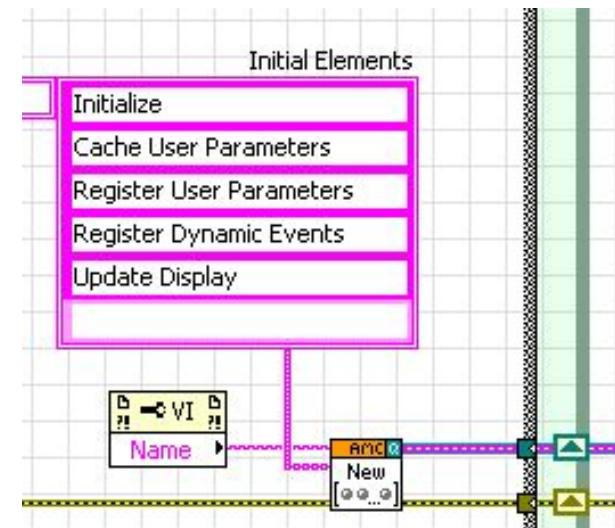 Initial Elements
Initialize
Cache User Parameters
Register User Parameters
Register Dynamic Events
Update Display
?! VI ?!
Name
AMC Q
New